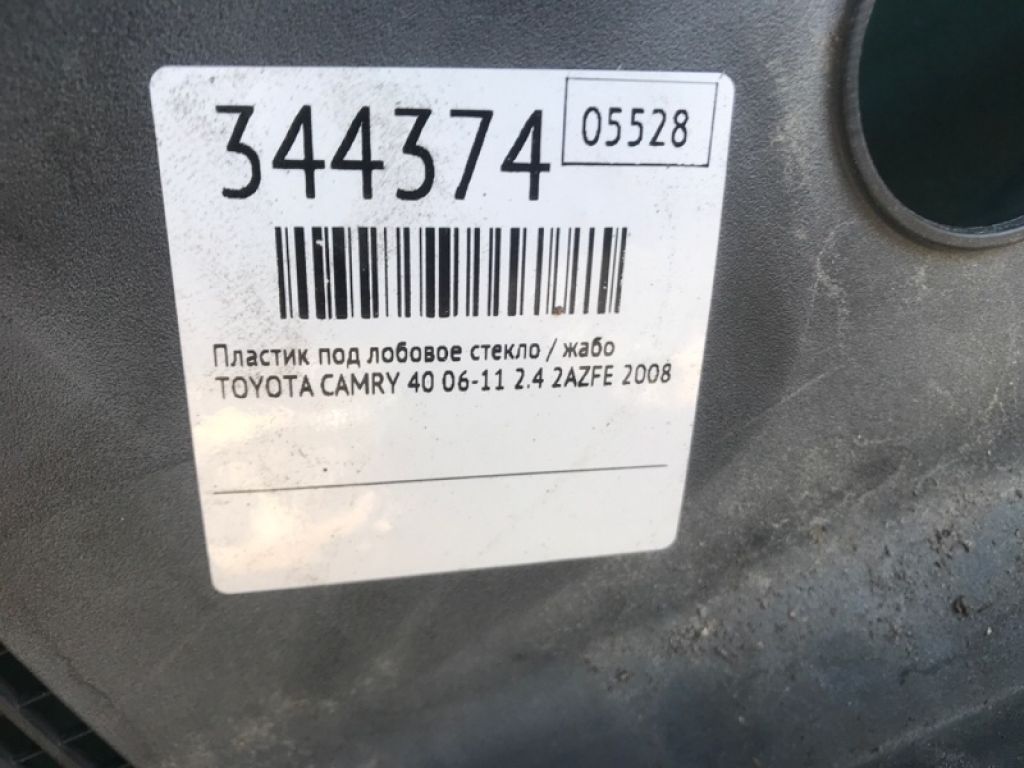 344374
05528
Пластик под лобовое стекло / жабо
TOYOTA CAMRY 40 06-11 2.4 2AZFE 2008